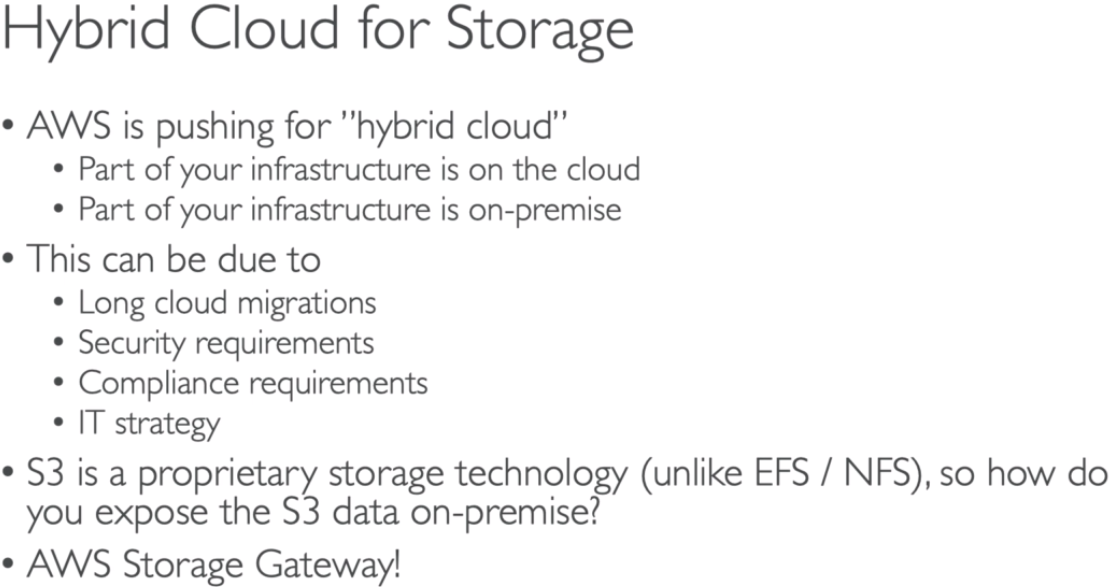 Hybrid Cloud for Storage
• AWS is pushing for ”hybrid cloud”
• Part of your infrastructure is on the cloud
• Part of your infrastructure is on-premise
• This can be due to
• Long cloud migrations
• Security requirements
• Compliance requirements
• IT strategy
• S3 is a proprietary storage technology (unlike EFS / NFS), so how do
you expose the S3 data on-premise?
• AWS Storage Gateway!